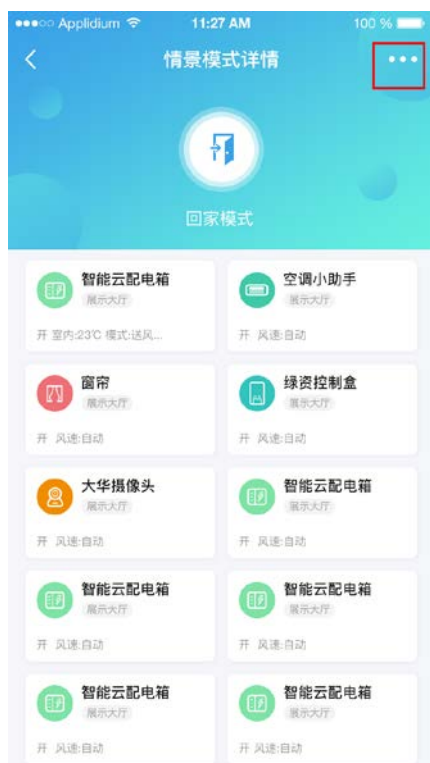 Applidium 11:27 AM 100 %
情景模式详情
回家模式
智能云配电箱
展示大厅
开 室内:23℃ 模式:送风...
空调小助手
展示大厅
开 风速:自动
窗帘
展示大厅
开 风速:自动
绿资控制盒
展示大厅
开 风速:自动
大华摄像头
展示大厅
开 风速:自动
智能云配电箱
展示大厅
开 风速:自动
智能云配电箱
展示大厅
开 风速:自动
智能云配电箱
展示大厅
开 风速:自动
智能云配电箱
展示大厅
开 风速:自动
智能云配电箱
展示大厅
开 风速:自动